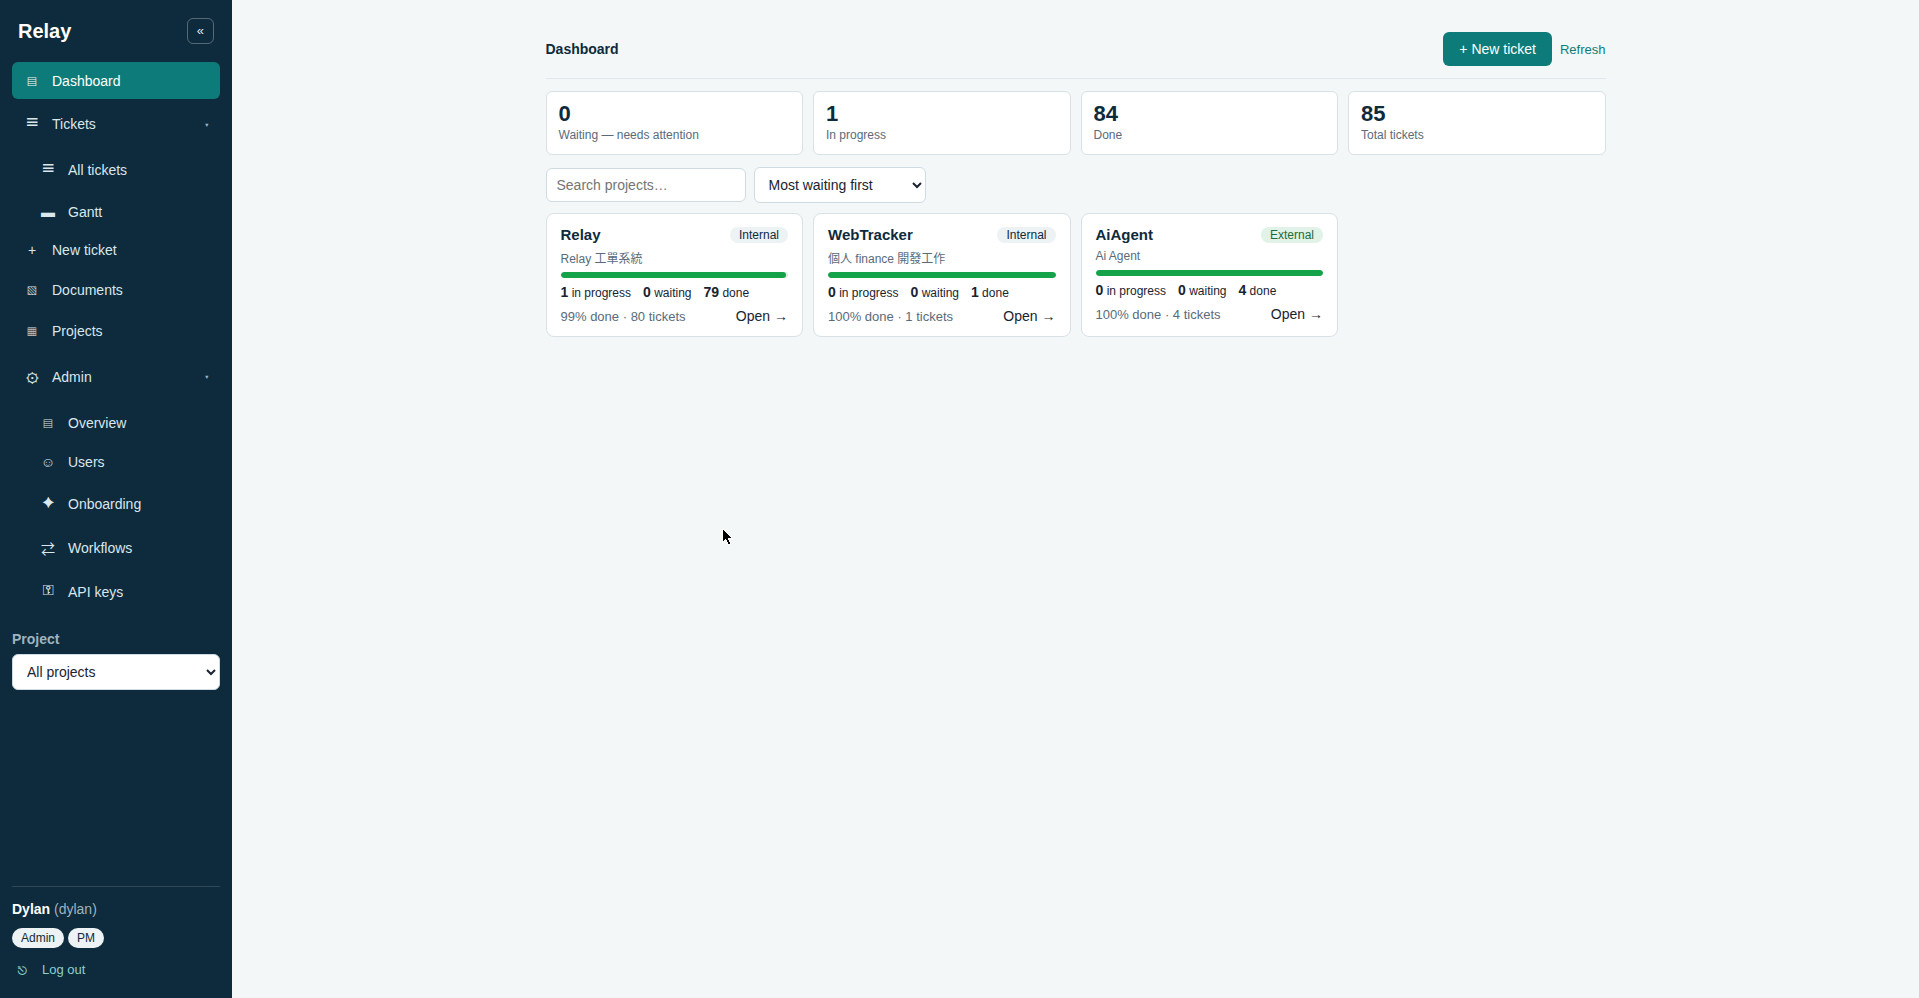 Relay
«
Dashboard
Tickets
All tickets
Gantt
+ New ticket
Documents
Projects
Admin
Overview
Users
Onboarding
Workflows
API keys
Project
All projects
Dylan (dylan)
Admin PM
Log out
Dashboard
+ New ticket Refresh
0
Waiting — needs attention
1
In progress
84
Done
85
Total tickets
Search projects…
Most waiting first
Relay Internal
Relay 工單系統
1 in progress 0 waiting 79 done
99% done · 80 tickets Open →
WebTracker Internal
個人 finance 開發工作
0 in progress 0 waiting 1 done
100% done · 1 tickets Open →
AiAgent External
Ai Agent
0 in progress 0 waiting 4 done
100% done · 4 tickets Open →